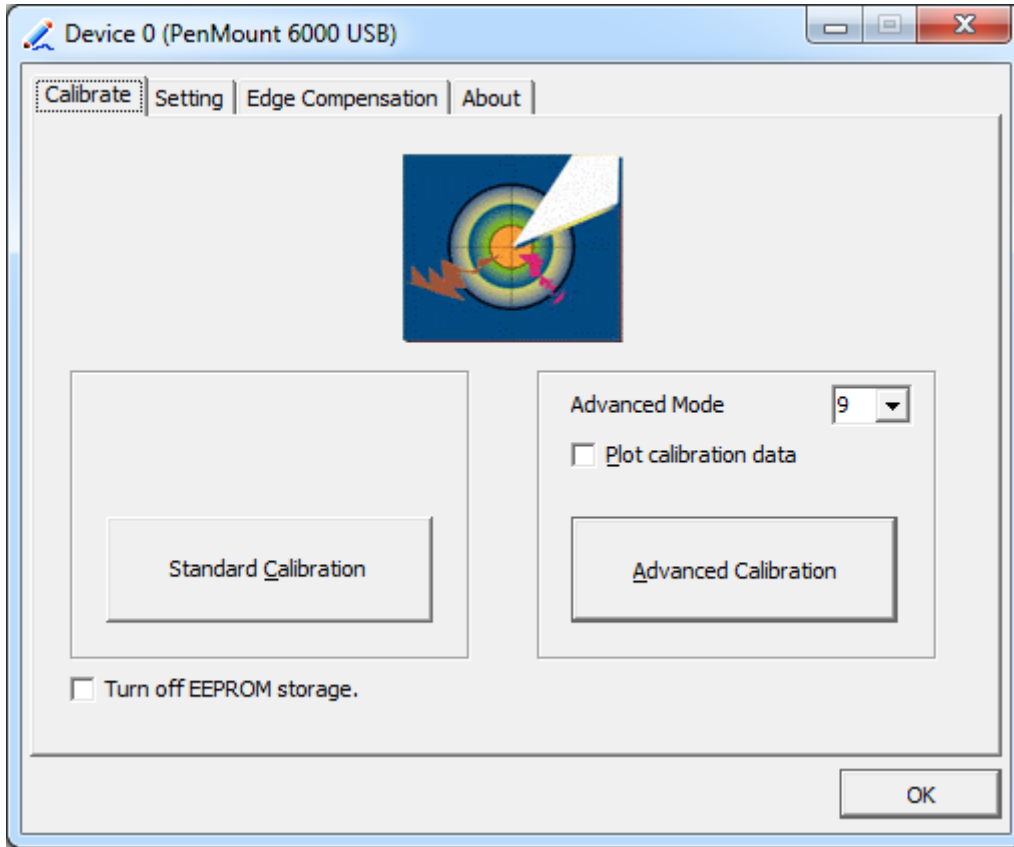 Device 0 (PenMount 6000 USB)
Calibrate Setting Edge Compensation About
Advanced Mode 9
Plot calibration data
Standard Calibration
Advanced Calibration
Turn off EEPROM storage.
OK